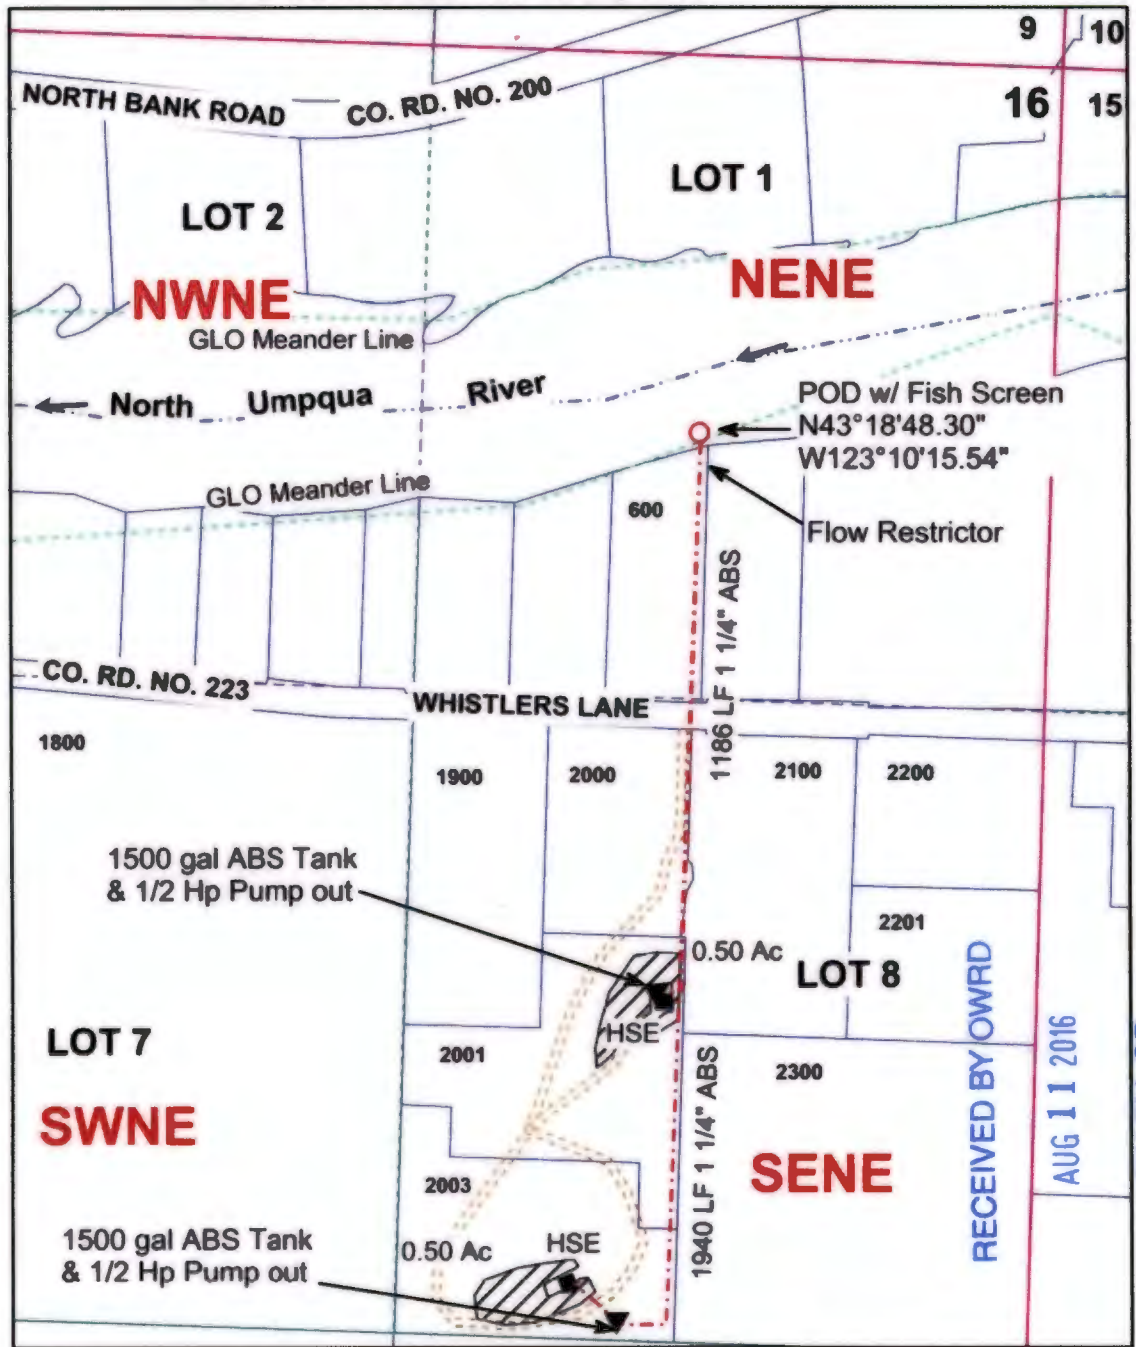 9 10
16 15
NORTH BANK ROAD
CO. RD. NO. 200
LOT 1
LOT 2
NENE
NWNE
GLO Meander Line
North Umpqua River
POD w/ Fish Screen
N43°18'48.30"
W123°10'15.54"
GLO Meander Line
600
Flow Restrictor
1186 LF 1 1/4" ABS
CO. RD. NO. 223
WHISTLERS LANE
1800
1900
2000
2100
2200
1500 gal ABS Tank
& 1/2 Hp Pump out
2201
0.50 Ac
LOT 8
HSE
LOT 7
2001
2300
SWNE
SENE
1940 LF 1 1/4" ABS
RECEIVED BY OWRD
AUG 11 2016
2003
1500 gal ABS Tank
& 1/2 Hp Pump out
0.50 Ac
HSE